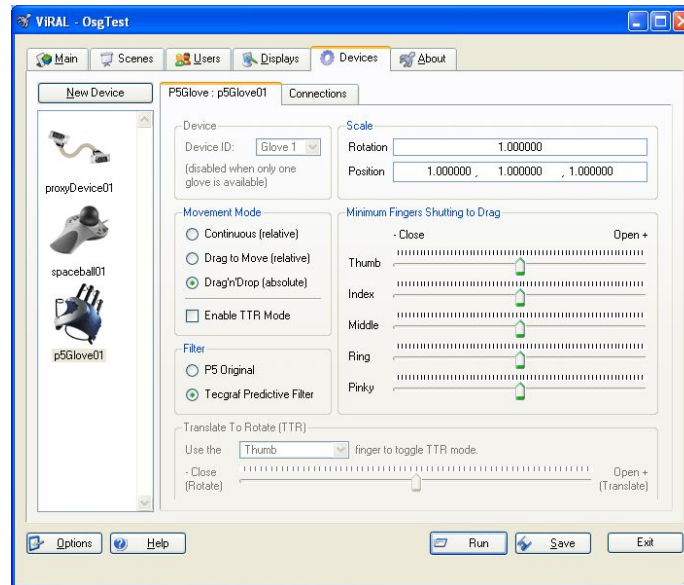 ViRAL - OsgTest
Main
Scenes
Users
Displays
Devices
About
New Device
proxyDevice01
spaceball01
p5Glove01
P5Glove : p5Glove01
Connections
Device
Device ID:
Glove 1
(disabled when only one
glove is available)
Scale
Rotation
1.000000
Position
1.000000 , 1.000000 , 1.000000
Movement Mode
Continuous (relative)
Drag to Move (relative)
Drag'n'Drop (absolute)
Enable TTR Mode
Filter
P5 Original
Tecgraf Predictive Filter
Minimum Fingers Shutting to Drag
- Close
Open +
Thumb
Index
Middle
Ring
Pinky
Translate To Rotate (TTR)
Use the
Thumb
finger to toggle TTR mode.
- Close
(Rotate)
Open +
(Translate)
Options
Help
Run
Save
Exit